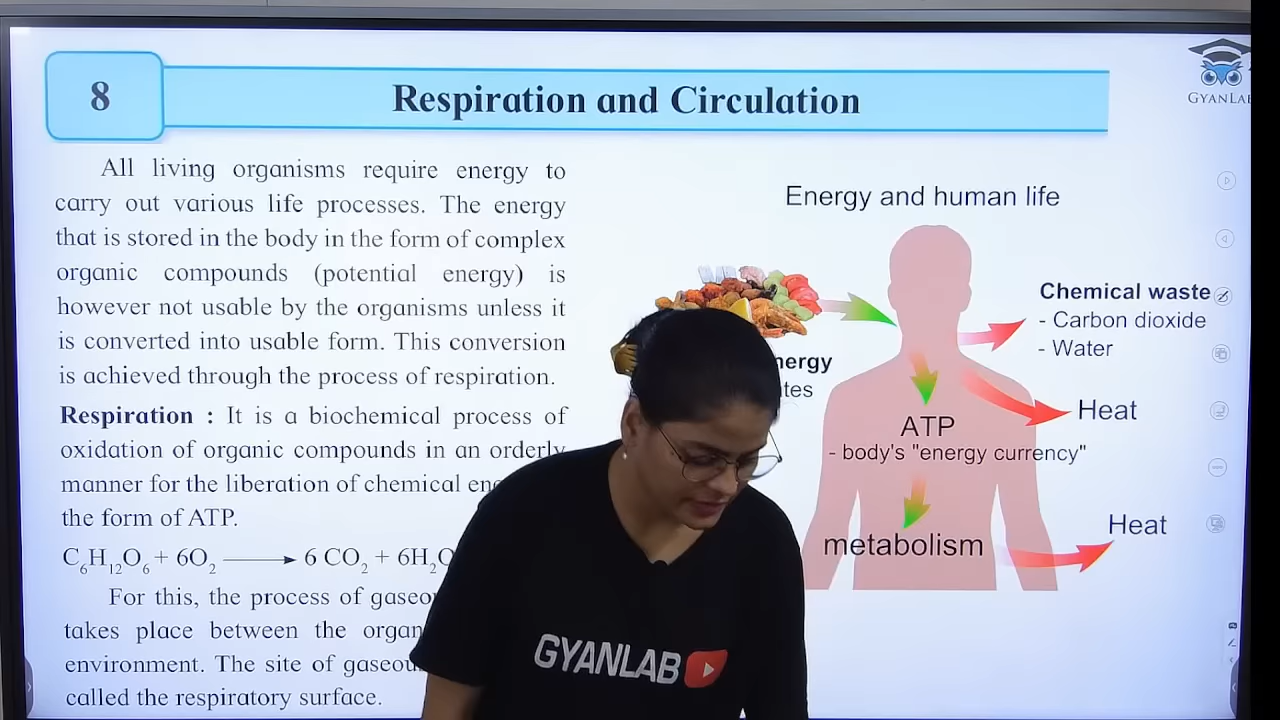 8
Respiration and Circulation
GYANLAB
All living organisms require energy to
carry out various life processes. The energy
that is stored in the body in the form of complex
organic compounds (potential energy) is
however not usable by the organisms unless it
is converted into usable form. This conversion
is achieved through the process of respiration.
Respiration : It is a biochemical process of
oxidation of organic compounds in an orderly
manner for the liberation of chemical
the form of ATP.
C6H12O6 + 6O2 ⟶ 6 CO2 + 6H2O
For this, the process of
takes place between the
environment. The site of
called the respiratory surface.
Energy and human life
Chemical waste
- Carbon dioxide
- Water
Heat
ATP
- body's "energy currency"
metabolism
Heat
GYANLAB